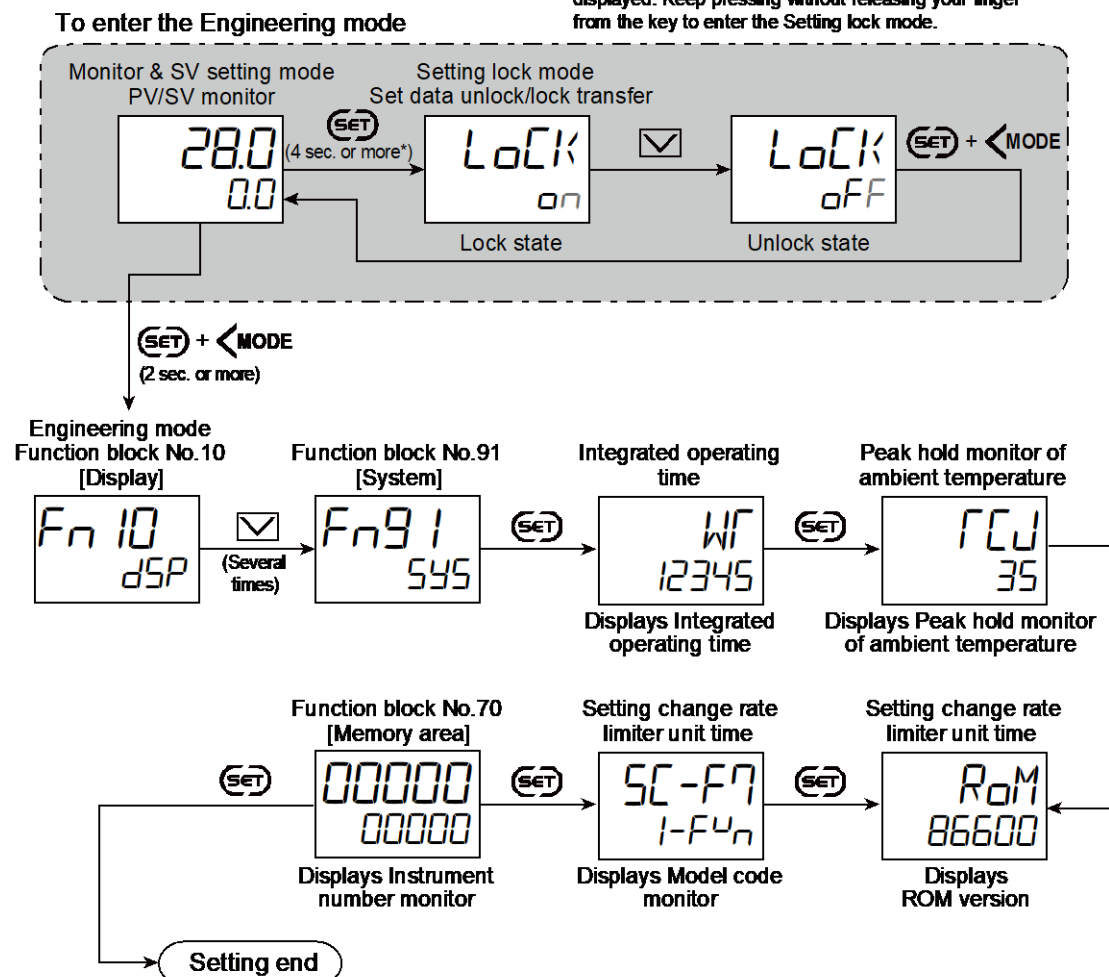 displayed. Keep pressing without releasing your finger
from the key to enter the Setting lock mode.
To enter the Engineering mode
Monitor & SV setting mode
PV/SV monitor
Setting lock mode
Set data unlock/lock transfer
28.0
0.0
SET
(4 sec. or more*)
LoCK
on
LoCK
oFF
SET + MODE
Lock state
Unlock state
SET + MODE
(2 sec. or more)
Engineering mode
Function block No.10
[Display]
Function block No.91
[System]
Integrated operating
time
Peak hold monitor of
ambient temperature
Fn10
dSP
(Several
times)
Fn91
SYS
SET
WT
12345
SET
TCJ
35
Displays Integrated
operating time
Displays Peak hold monitor
of ambient temperature
Function block No.70
[Memory area]
Setting change rate
limiter unit time
Setting change rate
limiter unit time
SET
00000
00000
SET
1-FYn
SET
RoM
86600
Displays Instrument
number monitor
Displays Model code
monitor
Displays
ROM version
Setting end